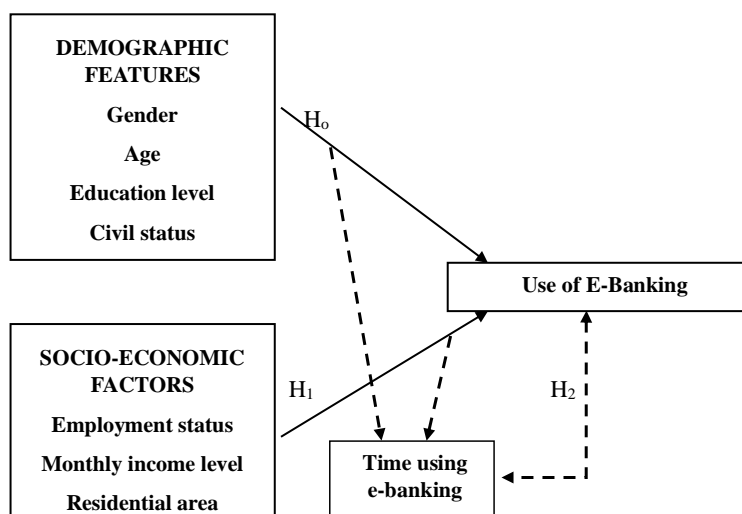 DEMOGRAPHIC
FEATURES
Gender
Age
Education level
Civil status
Ho
Use of E-Banking
SOCIO-ECONOMIC
FACTORS
Employment status
Monthly income level
Residential area
H1
H2
Time using
e-banking